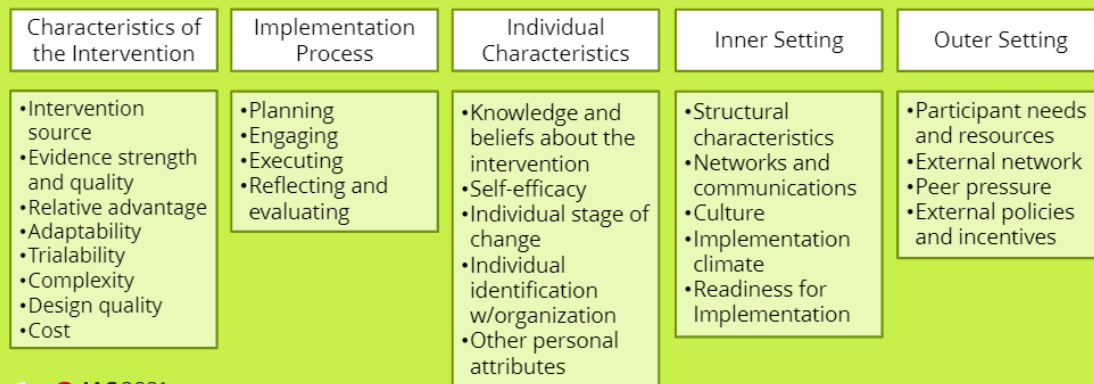 Characteristics of
the Intervention
•Intervention
source
•Evidence strength
and quality
•Relative advantage
•Adaptability
•Trialability
•Complexity
•Design quality
•Cost
Implementation
Process
•Planning
•Engaging
•Executing
•Reflecting and
evaluating
Individual
Characteristics
•Knowledge and
beliefs about the
intervention
•Self-efficacy
•Individual stage of
change
•Individual
identification
w/organization
•Other personal
attributes
Inner Setting
•Structural
characteristics
•Networks and
communications
•Culture
•Implementation
climate
•Readiness for
Implementation
Outer Setting
•Participant needs
and resources
•External network
•Peer pressure
•External policies
and incentives